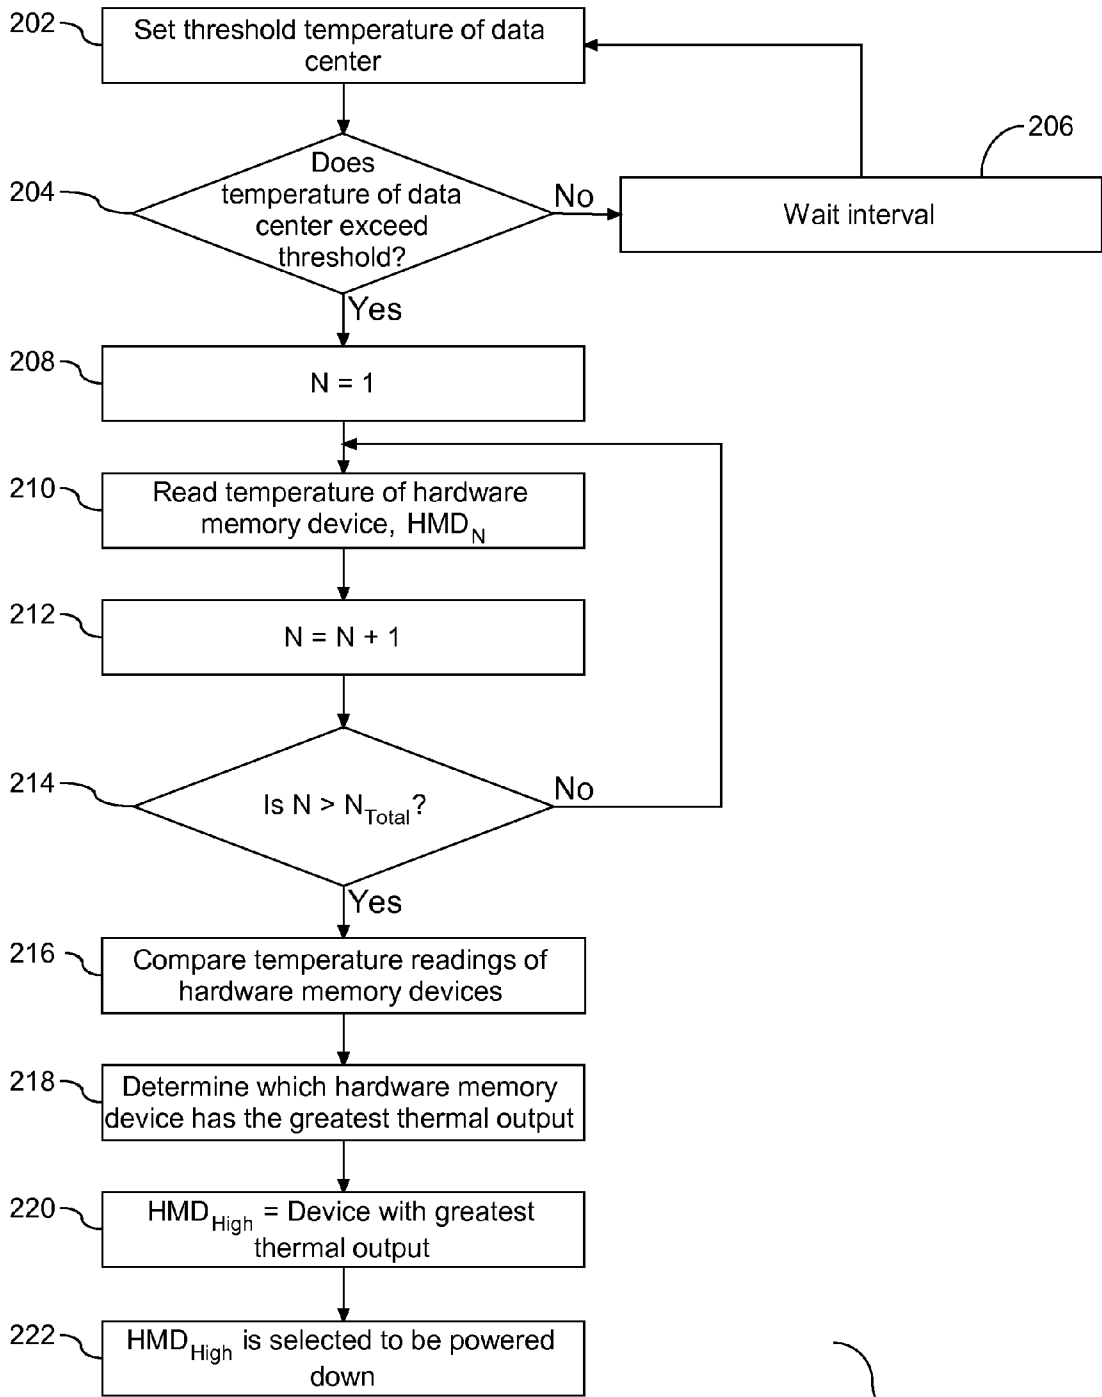 202
Set threshold temperature of data
center
206
204
Does
temperature of data
center exceed
threshold?
No
Wait interval
Yes
208
N = 1
210
Read temperature of hardware
memory device, HMD_N
212
N = N + 1
214
Is N > N_Total?
No
Yes
216
Compare temperature readings of
hardware memory devices
218
Determine which hardware memory
device has the greatest thermal output
220
HMD_High = Device with greatest
thermal output
222
HMD_High is selected to be powered
down